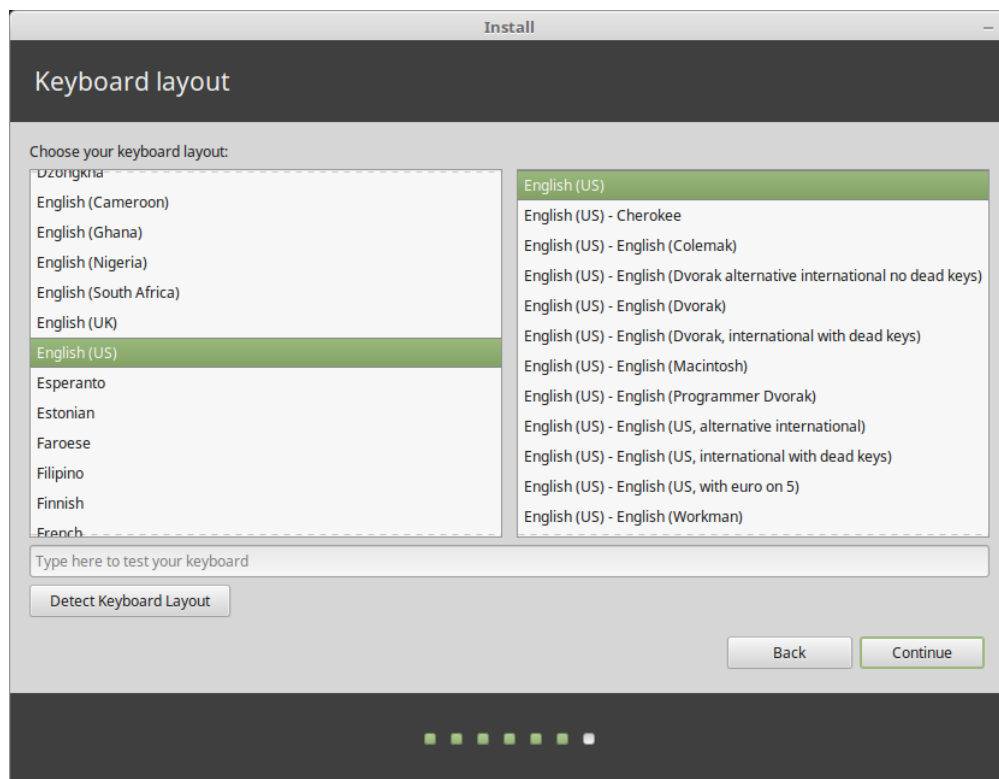 Install
Keyboard layout
Choose your keyboard layout:
Dzongkha
English (Cameroon)
English (Ghana)
English (Nigeria)
English (South Africa)
English (UK)
English (US)
Esperanto
Estonian
Faroese
Filipino
Finnish
French
English (US)
English (US) - Cherokee
English (US) - English (Colemak)
English (US) - English (Dvorak alternative international no dead keys)
English (US) - English (Dvorak)
English (US) - English (Dvorak, international with dead keys)
English (US) - English (Macintosh)
English (US) - English (Programmer Dvorak)
English (US) - English (US, alternative international)
English (US) - English (US, international with dead keys)
English (US) - English (US, with euro on 5)
English (US) - English (Workman)
Type here to test your keyboard
Detect Keyboard Layout
Back
Continue